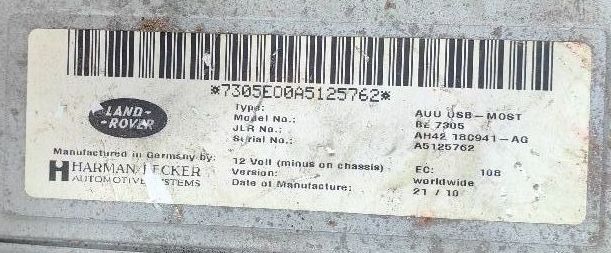 *7305EO0A5125762*
LAND-
ROVER
Type: AUU USB-MOST
Model No.: BE 7305
JLR No.: AH42 18C941-AG
Serial No.: A5125762
Manufactured in Germany by: 12 Volt (minus on chassis) EC: 108
HARMAN/BECKER Version: worldwide
AUTOMOTIVE SYSTEMS Date of Manufacture: 21 / 10